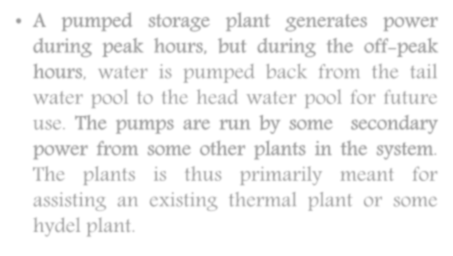 • A pumped storage plant generates power
during peak hours, but during the off-peak
hours, water is pumped back from the tail
water pool to the head water pool for future
use. The pumps are run by some secondary
power from some other plants in the system.
The plants is thus primarily meant for
assisting an existing thermal plant or some
hydel plant.